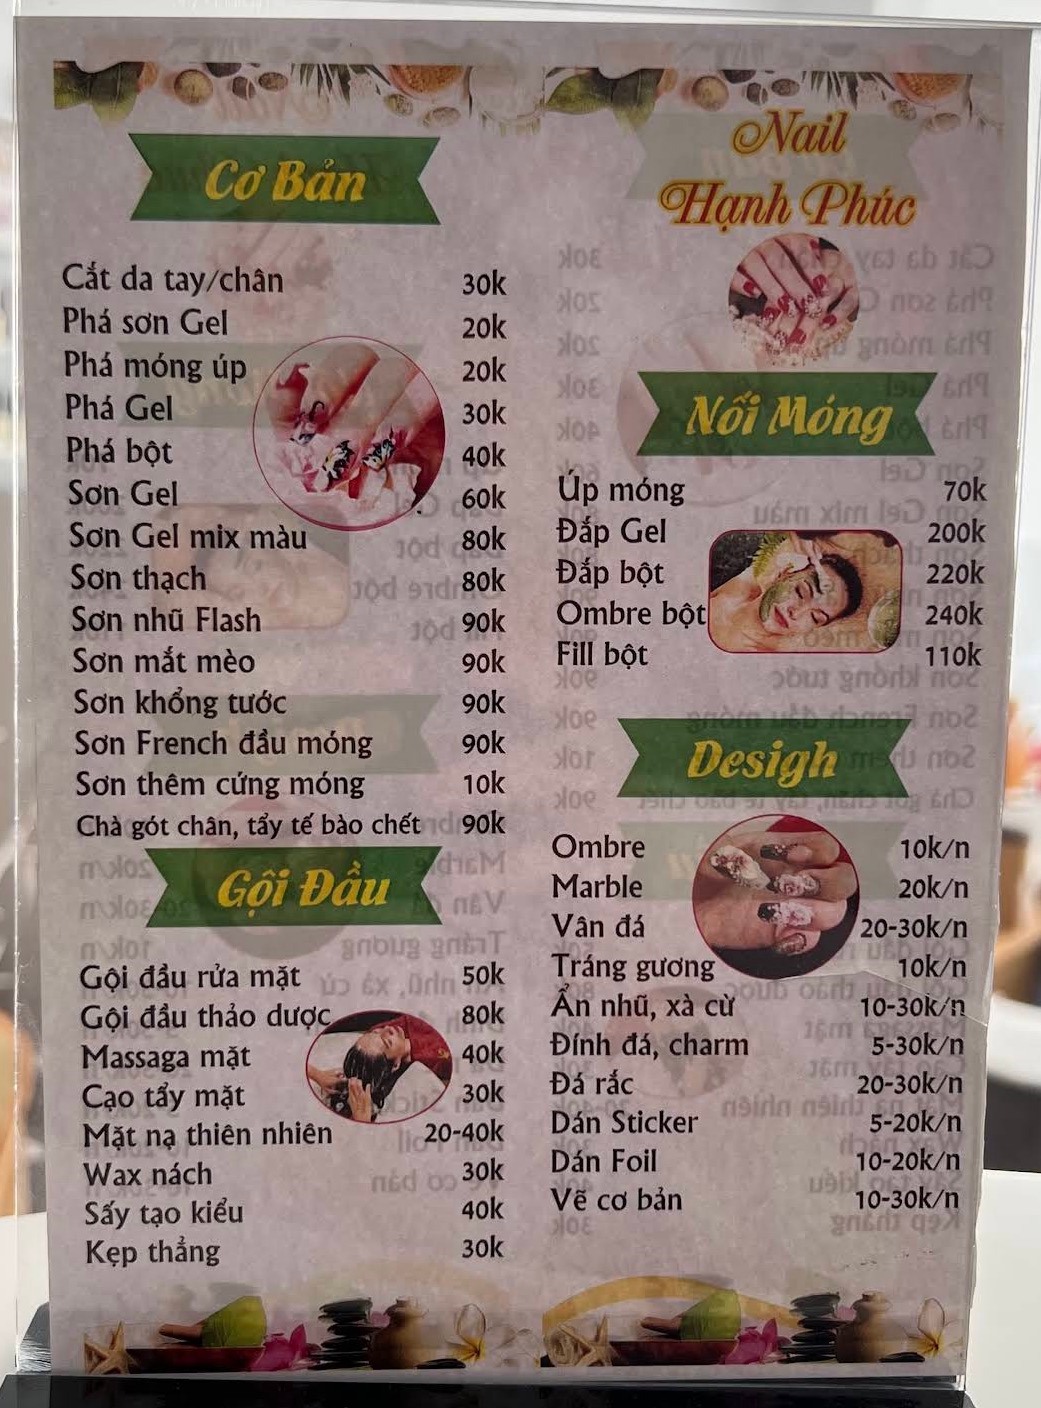 Cơ Bản
Cắt da tay/chân 30k
Phá sơn Gel 20k
Phá móng úp 20k
Phá Gel 30k
Phá bột 40k
Sơn Gel 60k
Sơn Gel mix màu 80k
Sơn thạch 80k
Sơn nhũ Flash 90k
Sơn mắt mèo 90k
Sơn khổng tước 90k
Sơn French đầu móng 90k
Sơn thêm cứng móng 10k
Chà gót chân, tẩy tế bào chết 90k
Gội Đầu
Gội đầu rửa mặt 50k
Gội đầu thảo dược 80k
Massaga mặt 40k
Cạo tẩy mặt 30k
Mặt nạ thiên nhiên 20-40k
Wax nách 30k
Sấy tạo kiểu 40k
Kẹp thẳng 30k
Nail
Hạnh Phúc
Nối Móng
Úp móng 70k
Đắp Gel 200k
Đắp bột 220k
Ombre bột 240k
Fill bột 110k
Desigh
Ombre 10k/n
Marble 20k/n
Vân đá 20-30k/n
Tráng gương 10k/n
Ẩn nhũ, xà cừ 10-30k/n
Đính đá, charm 5-30k/n
Đá rắc 20-30k/n
Dán Sticker 5-20k/n
Dán Foil 10-20k/n
Vẽ cơ bản 10-30k/n